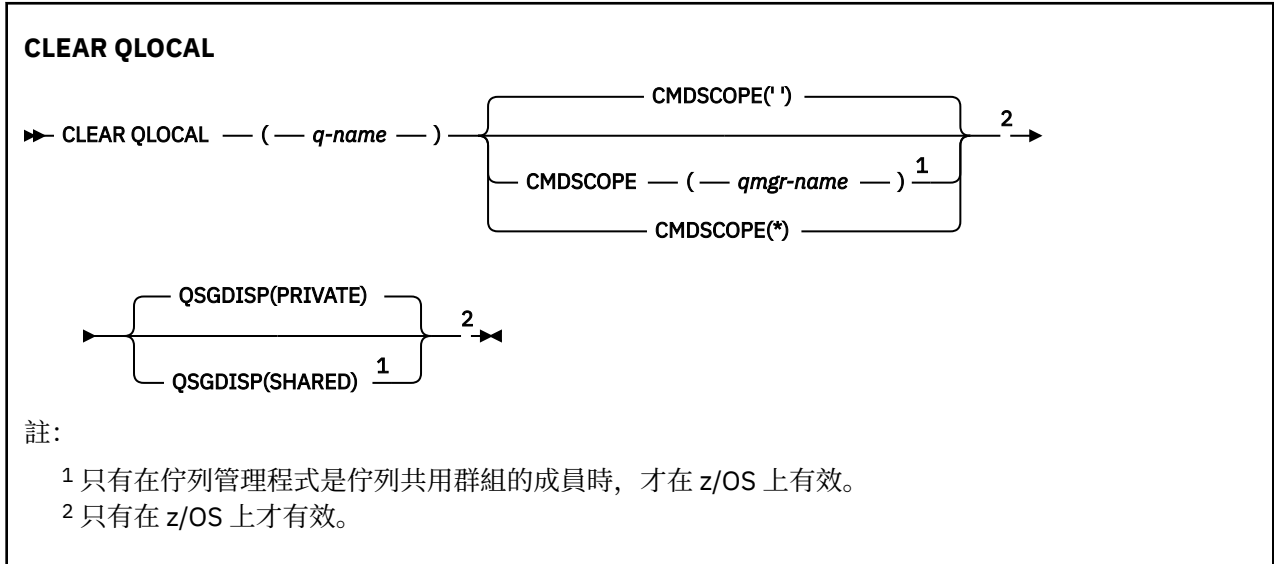 CLEAR QLOCAL
CMDSCOPE(' ')
CLEAR QLOCAL ( q-name ) 2
CMDSCOPE ( qmgr-name ) 1
CMDSCOPE(*)
QSGDISP(PRIVATE)
2
QSGDISP(SHARED) 1
註：
1 只有在佇列管理程式是佇列共用群組的成員時，才在 z/OS 上有效。
2 只有在 z/OS 上才有效。